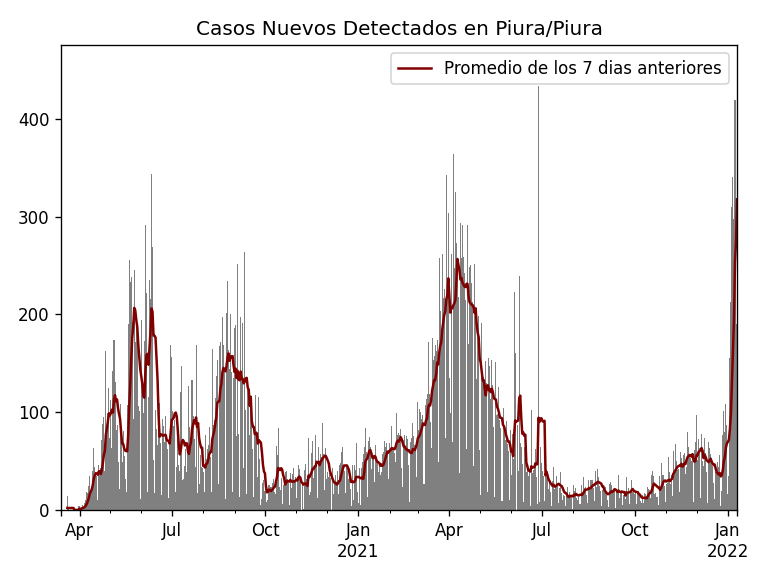 Casos Nuevos Detectados en Piura/Piura
Promedio de los 7 dias anteriores
400
300
200
100
0
Apr Jul Oct Jan Apr Jul Oct Jan
2021 2022